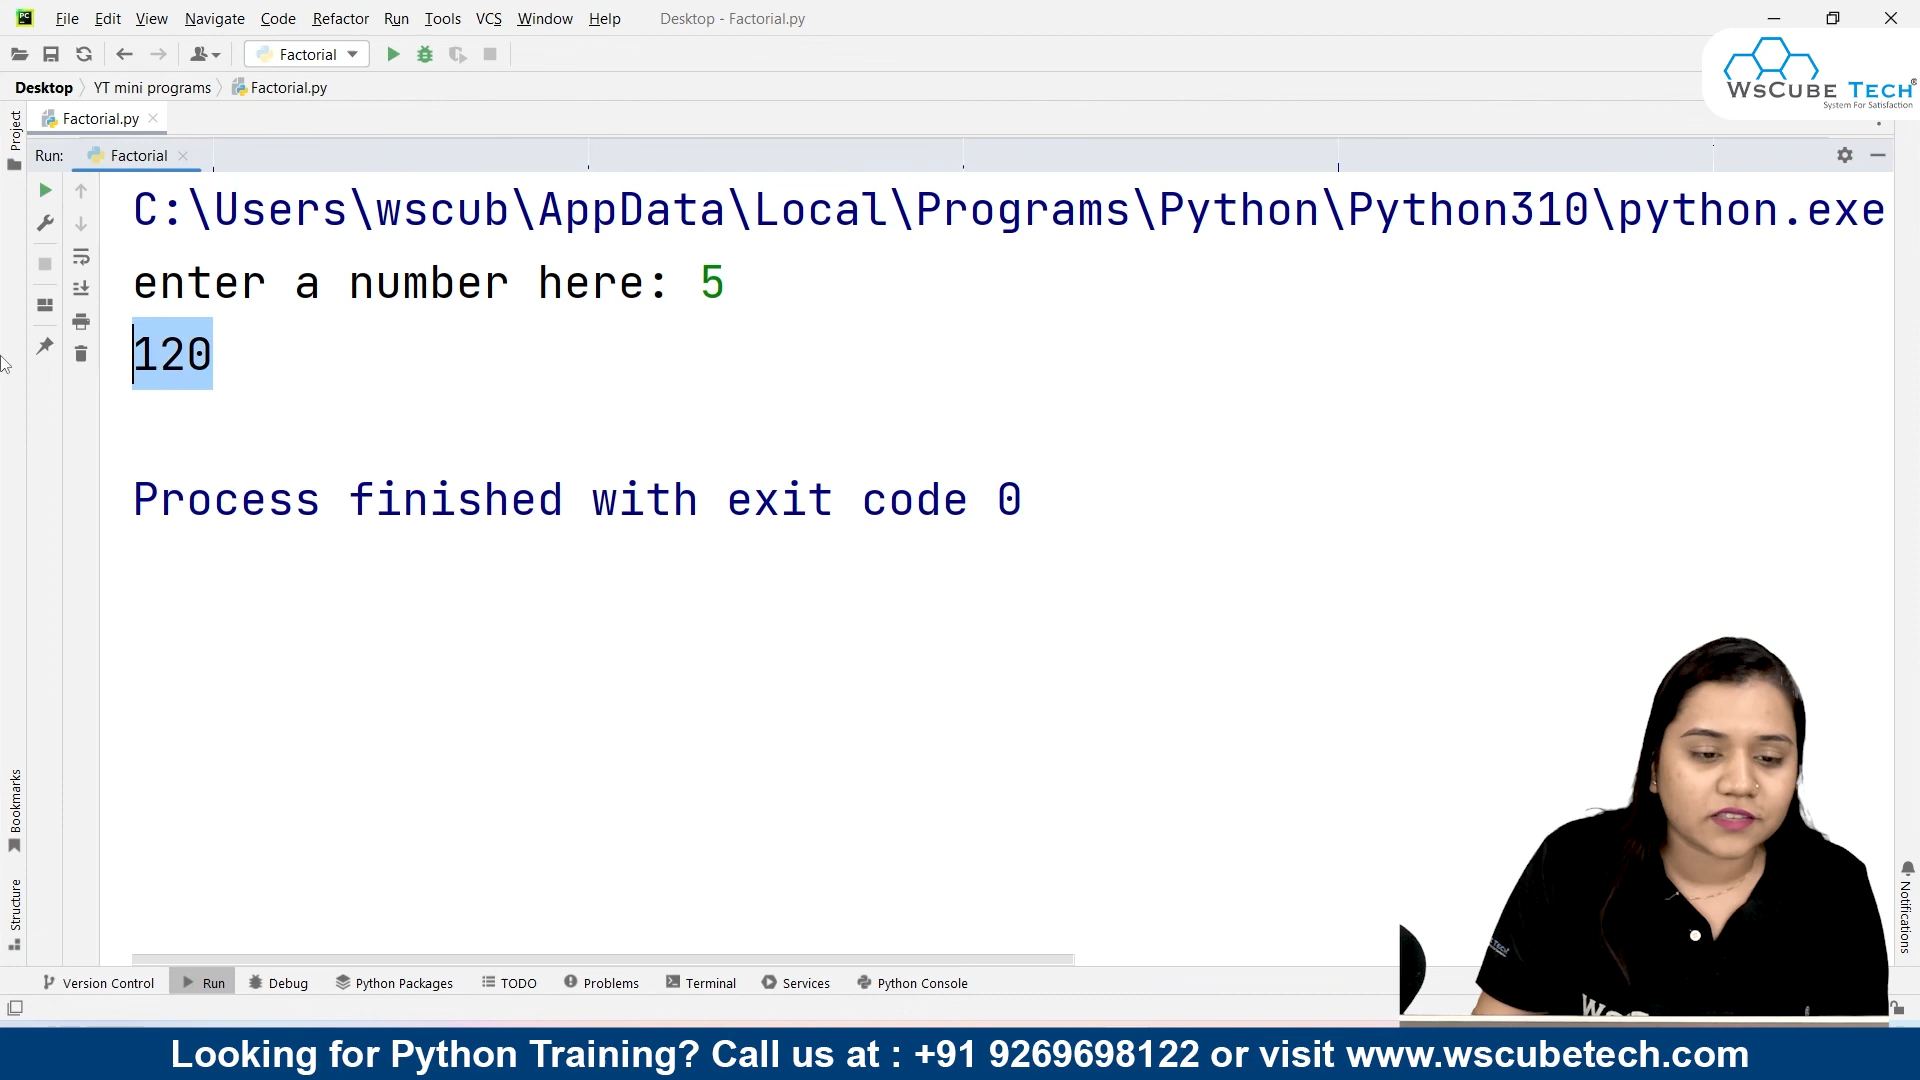 File Edit View Navigate Code Refactor Run Tools VCS Window Help Desktop - Factorial.py
Factorial
WsCube Tech®
System For Satisfaction
Desktop YT mini programs Factorial.py
Project
Factorial.py
Run: Factorial
C:\Users\wscub\AppData\Local\Programs\Python\Python310\python.exe
enter a number here: 5
120
Process finished with exit code 0
Bookmarks
Structure
Notifications
Version Control Run Debug Python Packages TODO Problems Terminal Services Python Console
Looking for Python Training? Call us at : +91 9269698122 or visit www.wscubetech.com